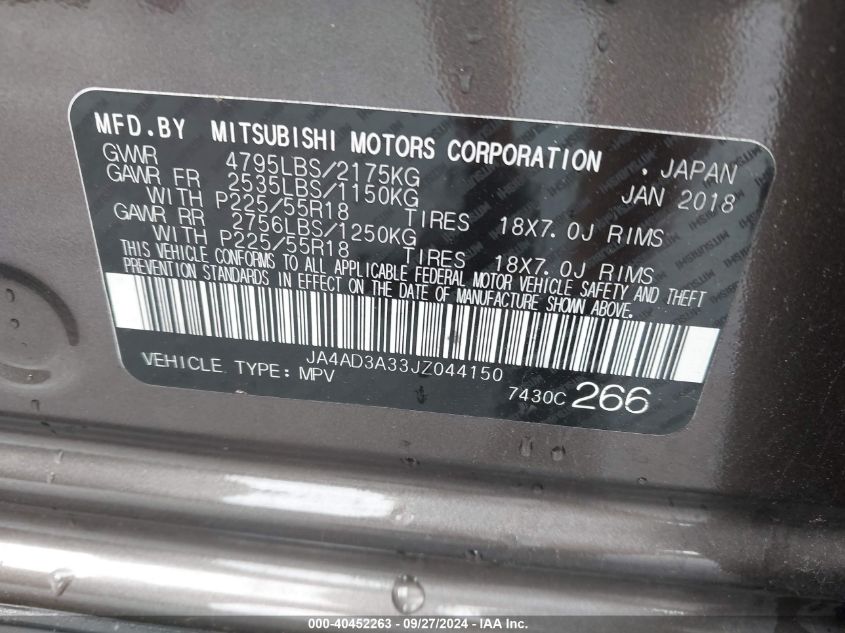 MFD.BY MITSUBISHI MOTORS CORPORATION . JAPAN
GWWR 4795LBS/2175KG JAN 2018
GAWR FR 2535LBS/1150KG
WITH P225/55R18 TIRES 18X7.0J RIMS
GAWR RR 2756LBS/1250KG
WITH P225/55R18 TIRES 18X7.0J RIMS
THIS VEHICLE CONFORMS TO ALL APPLICABLE FEDERAL MOTOR VEHICLE SAFETY AND THEFT
PREVENTION STANDARDS IN EFFECT ON THE DATE OF MANUFACTURE SHOWN ABOVE.
JA4AD3A33JZ044150
VEHICLE TYPE: MPV
7430C 266
000-40452263 - 09/27/2024 - IAAI.COM